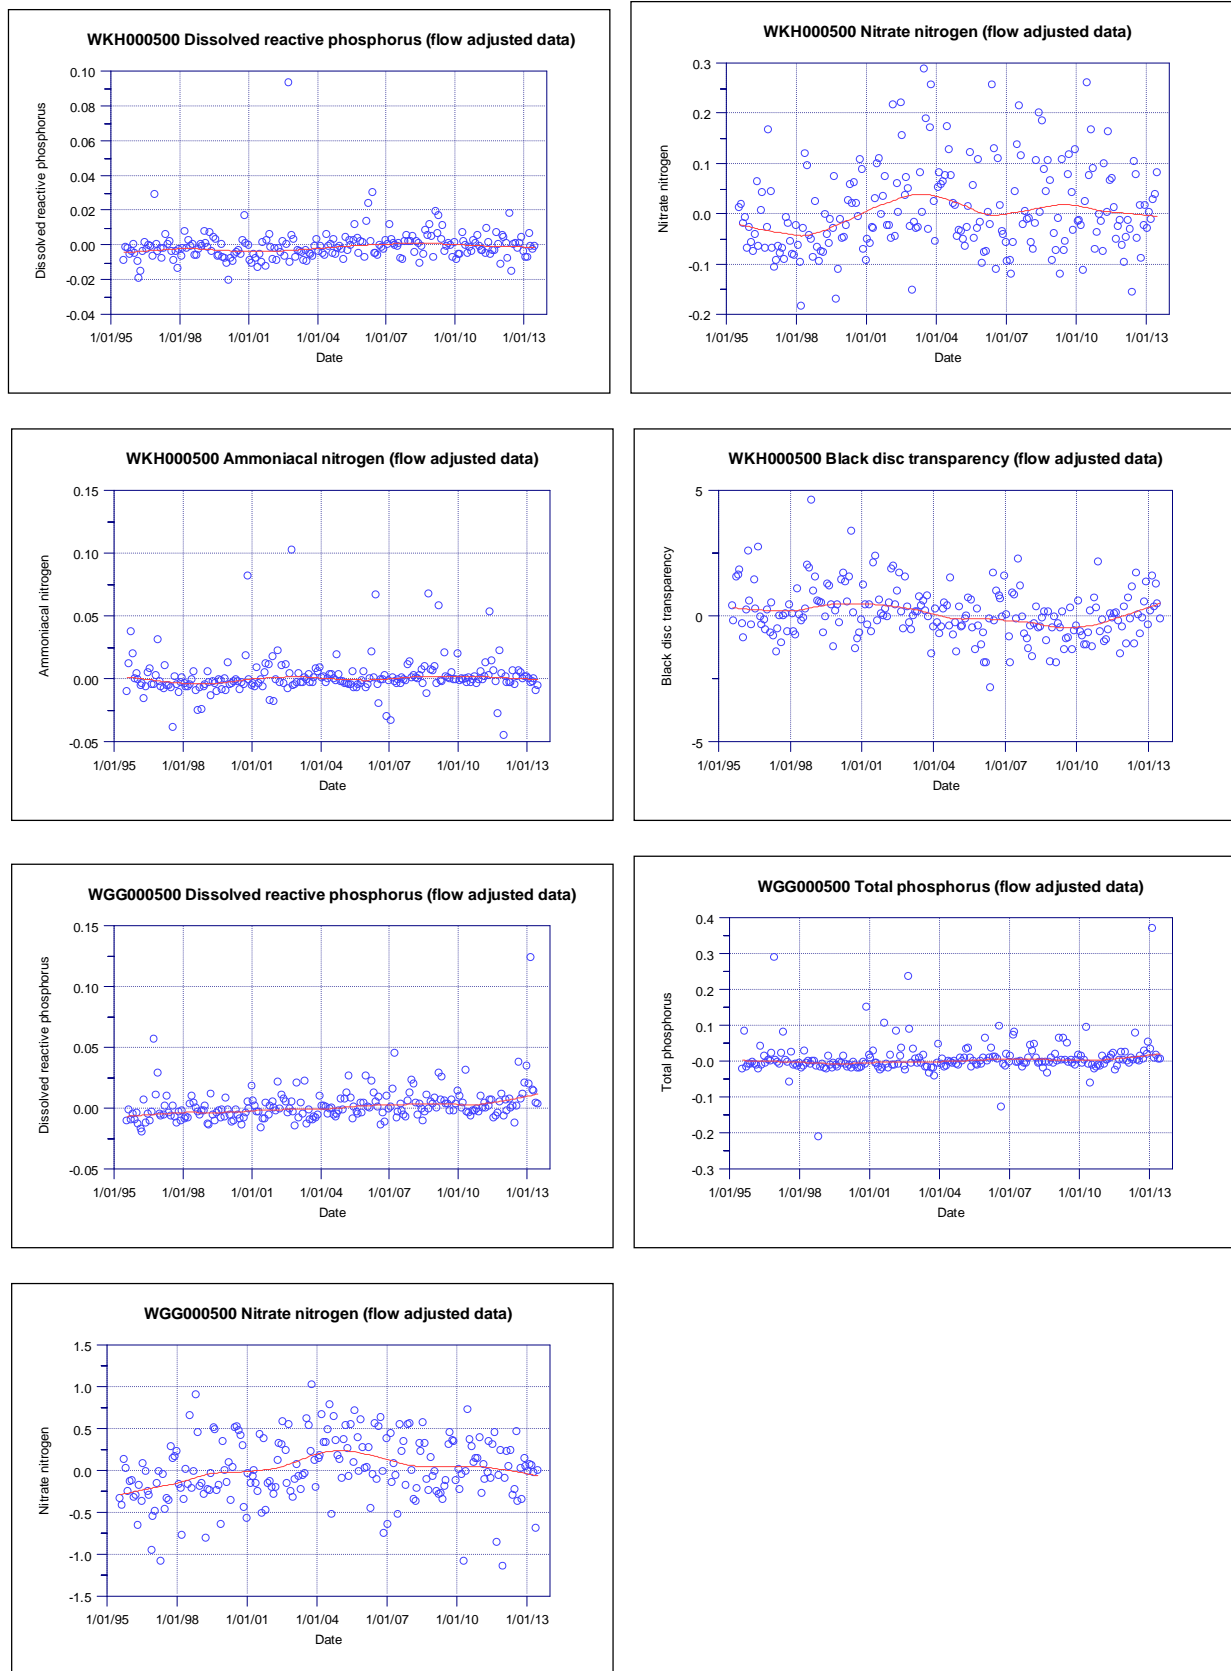 WKH000500 Dissolved reactive phosphorus (flow adjusted data)
0.10
0.08
0.06
0.04
0.02
0.00
-0.02
-0.04
Dissolved reactive phosphorus
1/01/95 1/01/98 1/01/01 1/01/04 1/01/07 1/01/10 1/01/13
Date
WKH000500 Nitrate nitrogen (flow adjusted data)
0.3
0.2
0.1
0.0
-0.1
-0.2
Nitrate nitrogen
1/01/95 1/01/98 1/01/01 1/01/04 1/01/07 1/01/10 1/01/13
Date
WKH000500 Ammoniacal nitrogen (flow adjusted data)
0.15
0.10
0.05
0.00
-0.05
Ammoniacal nitrogen
1/01/95 1/01/98 1/01/01 1/01/04 1/01/07 1/01/10 1/01/13
Date
WKH000500 Black disc transparency (flow adjusted data)
5
0
-5
Black disc transparency
1/01/95 1/01/98 1/01/01 1/01/04 1/01/07 1/01/10 1/01/13
Date
WGG000500 Dissolved reactive phosphorus (flow adjusted data)
0.15
0.10
0.05
0.00
-0.05
Dissolved reactive phosphorus
1/01/95 1/01/98 1/01/01 1/01/04 1/01/07 1/01/10 1/01/13
Date
WGG000500 Total phosphorus (flow adjusted data)
0.4
0.3
0.2
0.1
-0.0
-0.1
-0.2
-0.3
Total phosphorus
1/01/95 1/01/98 1/01/01 1/01/04 1/01/07 1/01/10 1/01/13
Date
WGG000500 Nitrate nitrogen (flow adjusted data)
1.5
1.0
0.5
0.0
-0.5
-1.0
-1.5
Nitrate nitrogen
1/01/95 1/01/98 1/01/01 1/01/04 1/01/07 1/01/10 1/01/13
Date